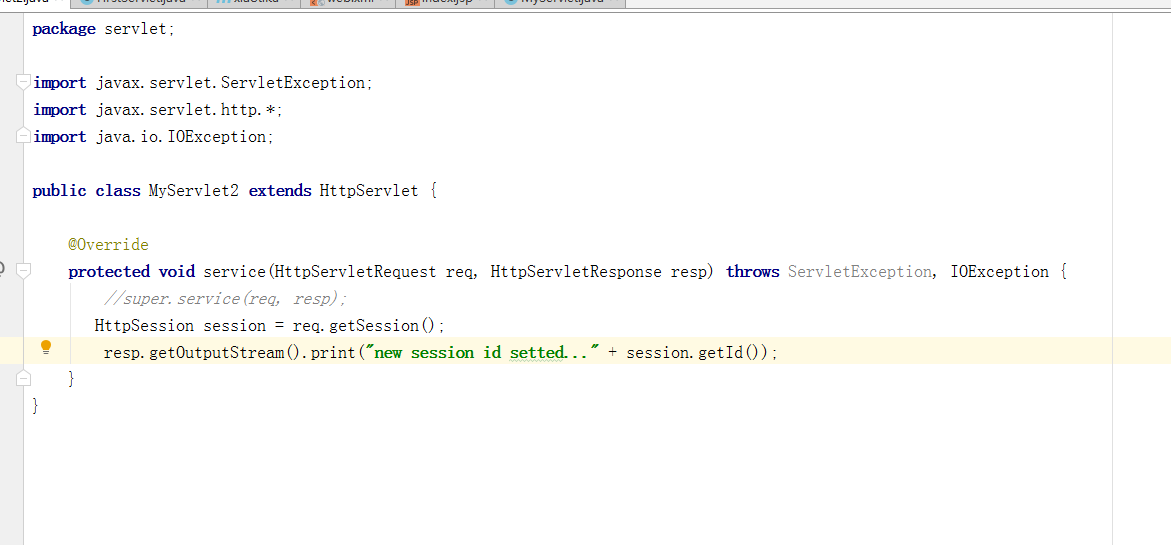 package servlet;
import javax.servlet.ServletException;
import javax.servlet.http.*;
import java.io.IOException;
public class MyServlet2 extends HttpServlet {
@Override
protected void service(HttpServletRequest req, HttpServletResponse resp) throws ServletException, IOException {
//super.service(req, resp);
HttpSession session = req.getSession();
resp.getOutputStream().print("new session id setted..." + session.getId());
}
}